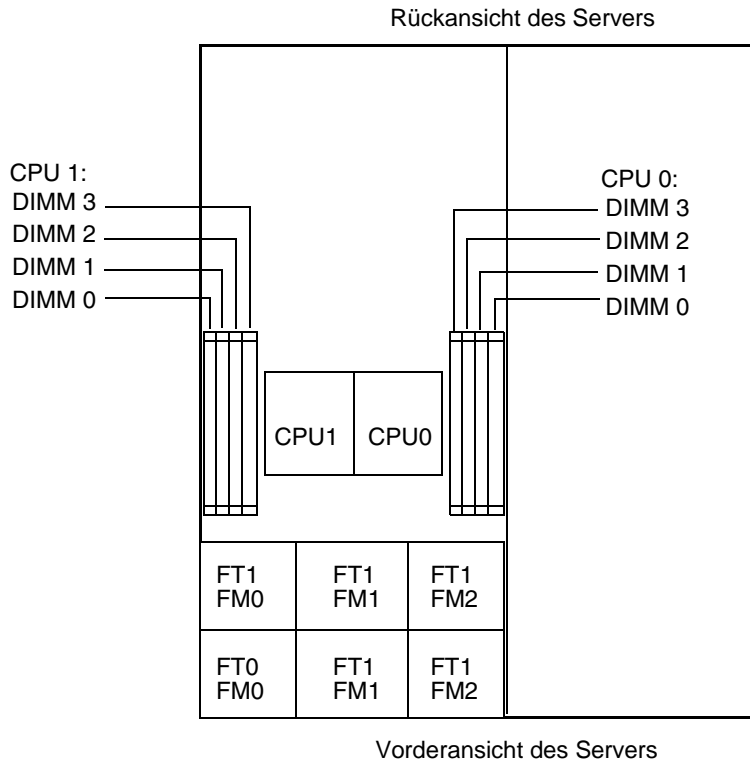 Rückansicht des Servers
CPU 1:
DIMM 3
DIMM 2
DIMM 1
DIMM 0
CPU 0:
DIMM 3
DIMM 2
DIMM 1
DIMM 0
CPU1
CPU0
FT1
FM0
FT1
FM1
FT1
FM2
FT0
FM0
FT1
FM1
FT1
FM2
Vorderansicht des Servers